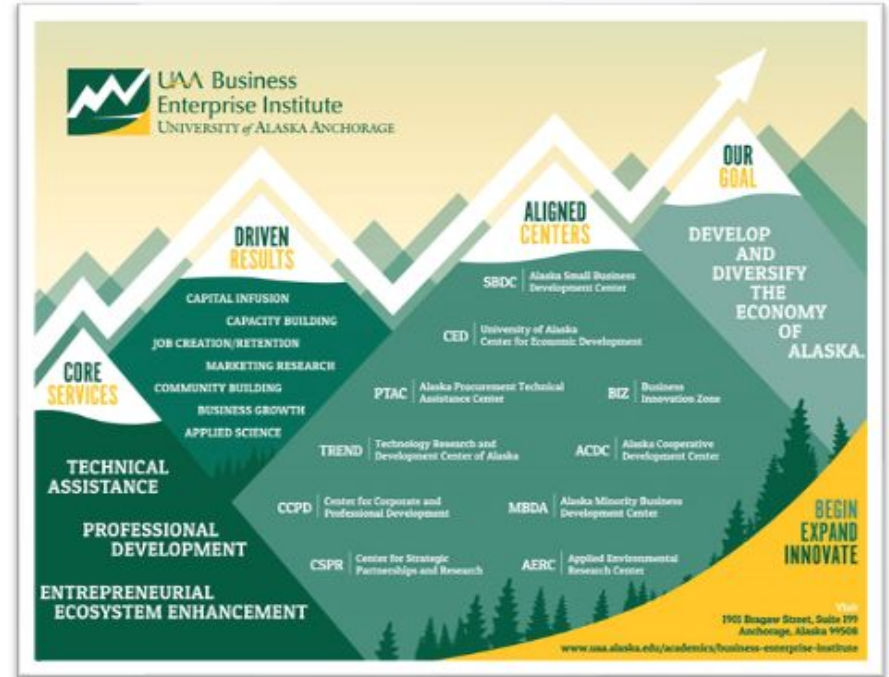 UAA Business
Enterprise Institute
UNIVERSITY of ALASKA ANCHORAGE
CORE
SERVICES
TECHNICAL
ASSISTANCE
PROFESSIONAL
DEVELOPMENT
ENTREPRENEURIAL
ECOSYSTEM ENHANCEMENT
DRIVEN
RESULTS
CAPITAL INFUSION
CAPACITY BUILDING
JOB CREATION/RETENTION
MARKETING RESEARCH
COMMUNITY BUILDING
BUSINESS GROWTH
APPLIED SCIENCE
ALIGNED
CENTERS
SBDC | Alaska Small Business
Development Center
CED | University of Alaska
Center for Economic Development
PTAC | Alaska Procurement Technical
Assistance Center
BIZ | Business
Innovation Zone
TREND | Technology Research and
Development Center of Alaska
ACDC | Alaska Cooperative
Development Center
CCPD | Center for Corporate and
Professional Development
MBDA | Alaska Minority Business
Development Center
CSPR | Center for Strategic
Partnerships and Research
AERC | Applied Environmental
Research Center
OUR
GOAL
DEVELOP
AND
DIVERSIFY
THE
ECONOMY
OF
ALASKA.
BEGIN
EXPAND
INNOVATE
Visit
1901 Bragaw Street, Suite 199
Anchorage, Alaska 99508
www.uaa.alaska.edu/academics/business-enterprise-institute